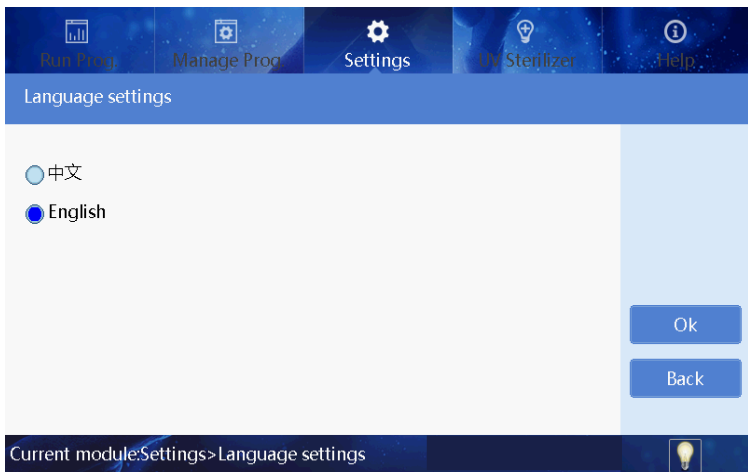 Run Prog.
Manage Prog.
Settings
UV Sterilizer
Help
Language settings
中文
English
Ok
Back
Current module:Settings>Language settings